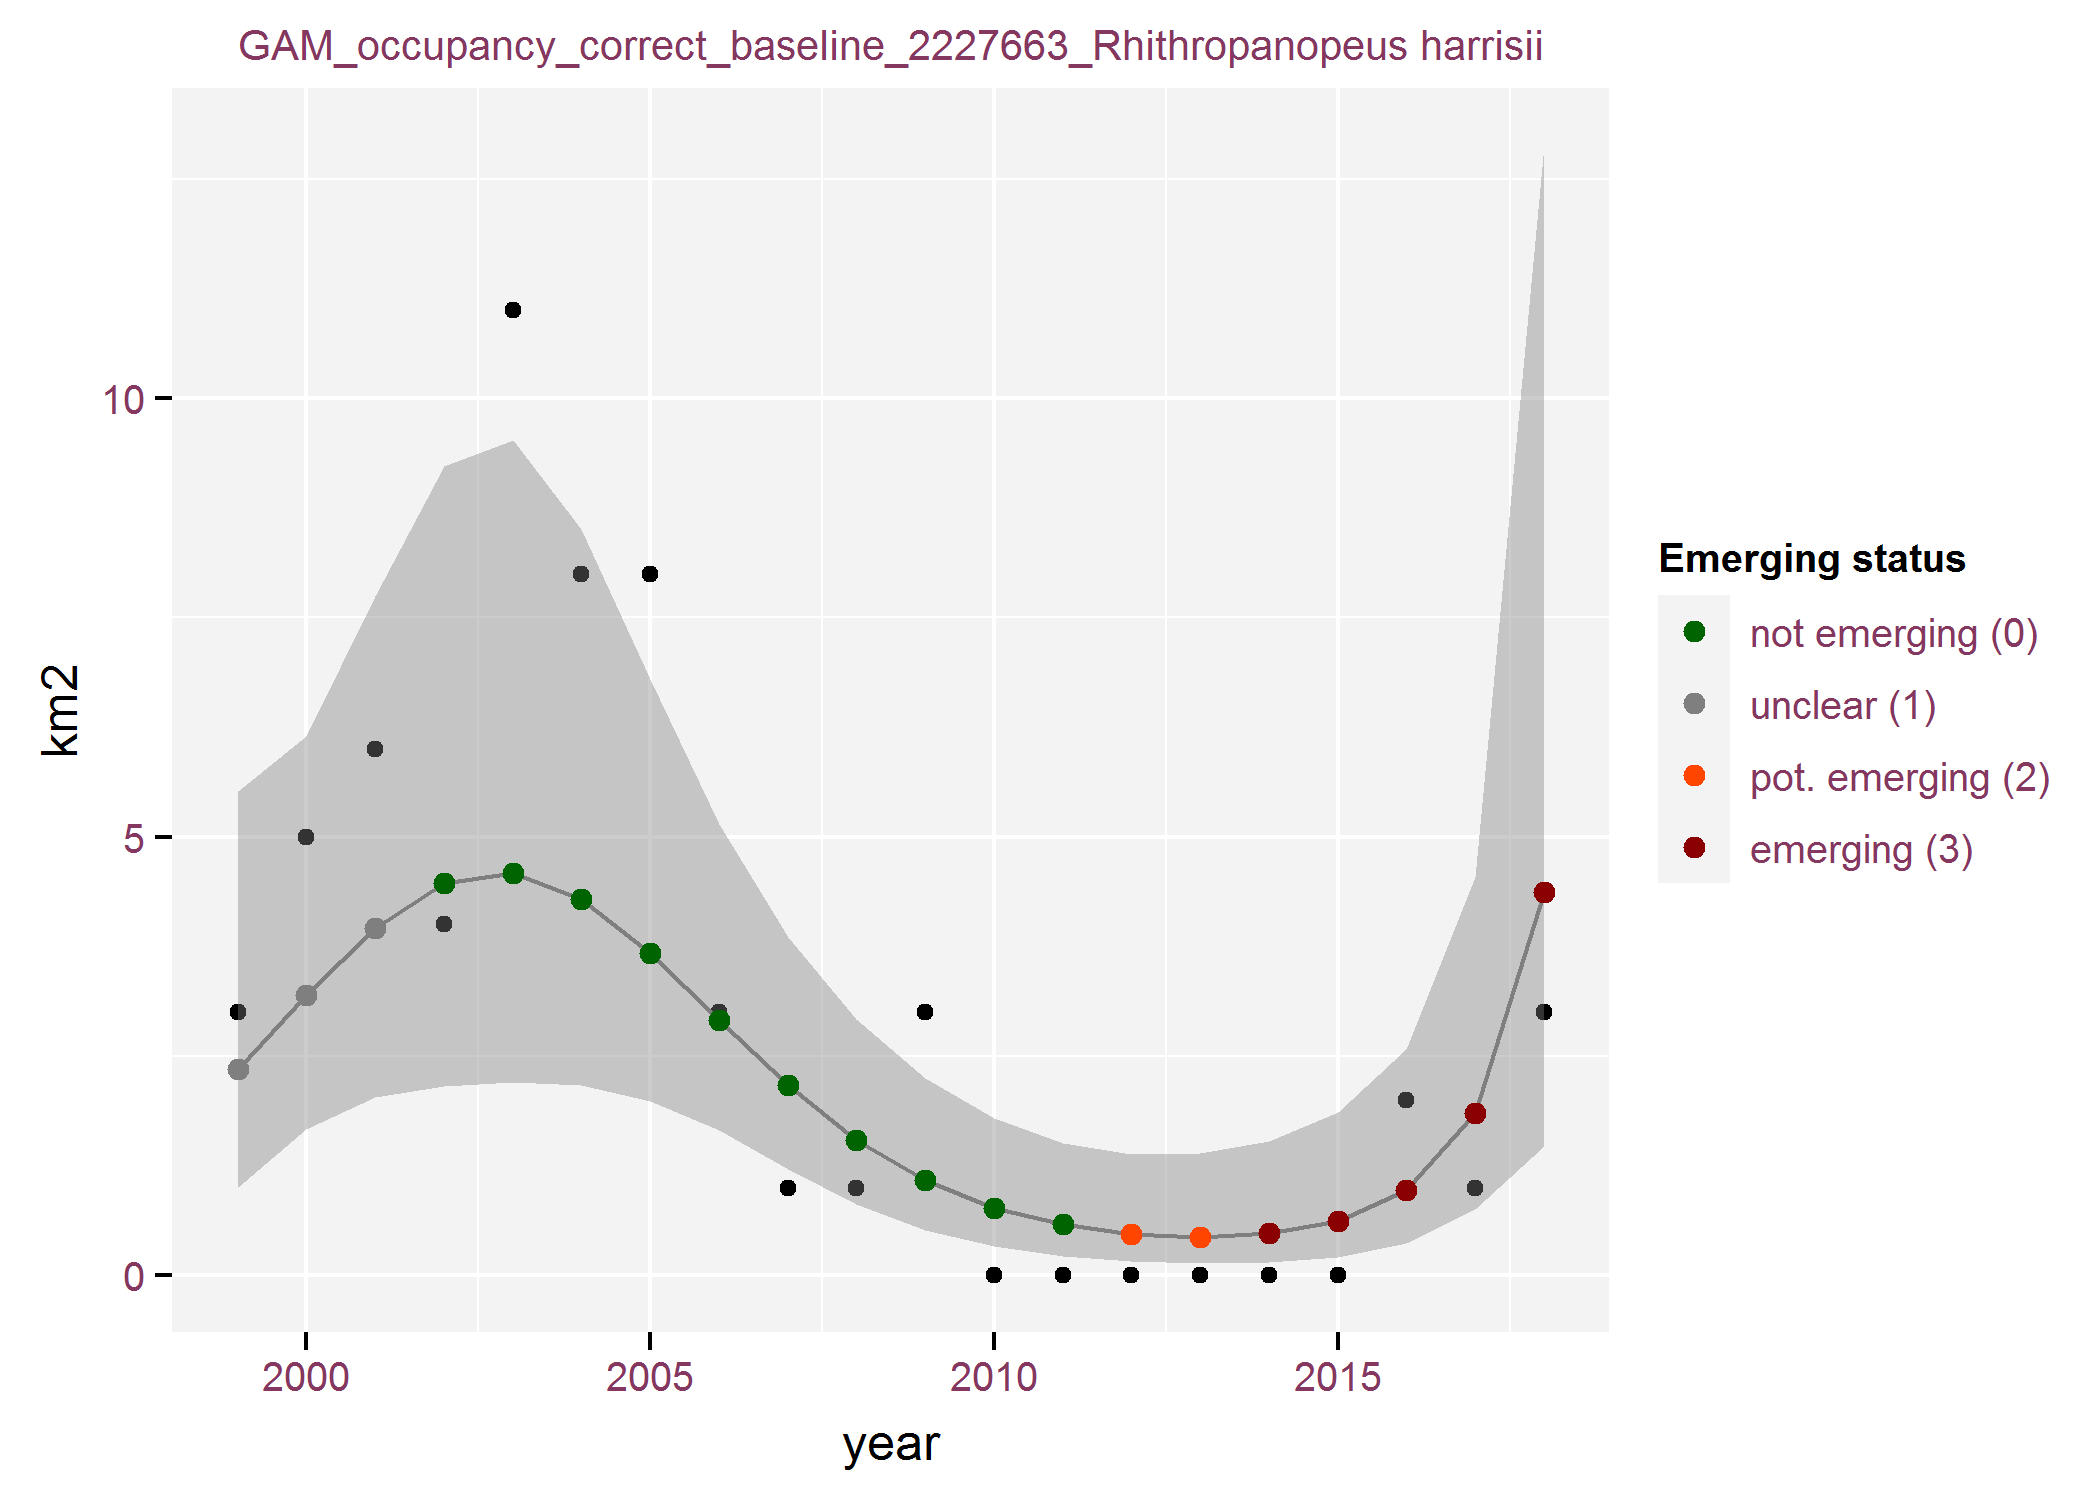 GAM_occupancy_correct_baseline_2227663_Rhithropanopeus harrisii
10
5
0
km2
2000
2005
2010
2015
year
Emerging status
not emerging (0)
unclear (1)
pot. emerging (2)
emerging (3)